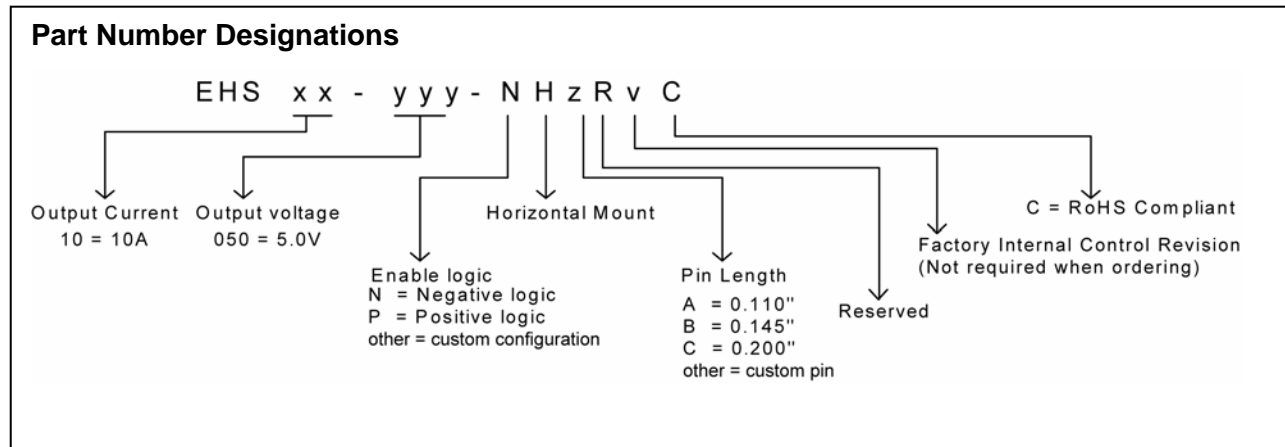 Part Number Designations
EHS xx - yyy - N H z R v C
Output Current
10 = 10A
Output voltage
050 = 5.0V
Enable logic
N = Negative logic
P = Positive logic
other = custom configuration
Horizontal Mount
Pin Length
A = 0.110"
B = 0.145"
C = 0.200"
other = custom pin
Reserved
Factory Internal Control Revision
(Not required when ordering)
C = RoHS Compliant